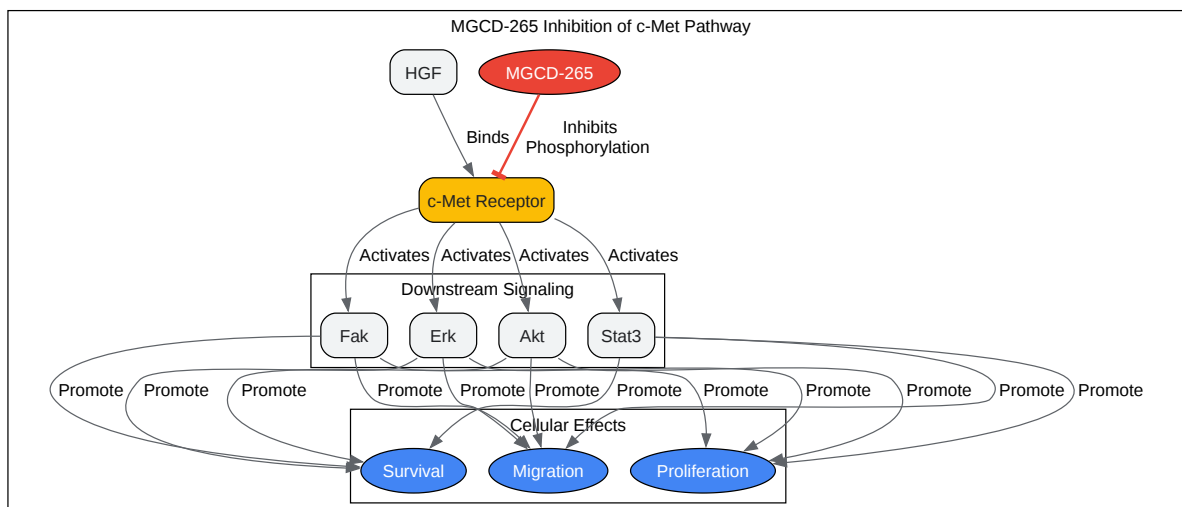 MGCD-265 Inhibition of c-Met Pathway
HGF
MGCD-265
Binds
Inhibits
Phosphorylation
c-Met Receptor
Activates
Activates
Activates
Activates
Downstream Signaling
Fak
Erk
Akt
Stat3
Promote
Promote
Promote
Promote
Promote
Promote
Promote
Promote
Promote
Promote
Promote
Promote
Cellular Effects
Survival
Migration
Proliferation